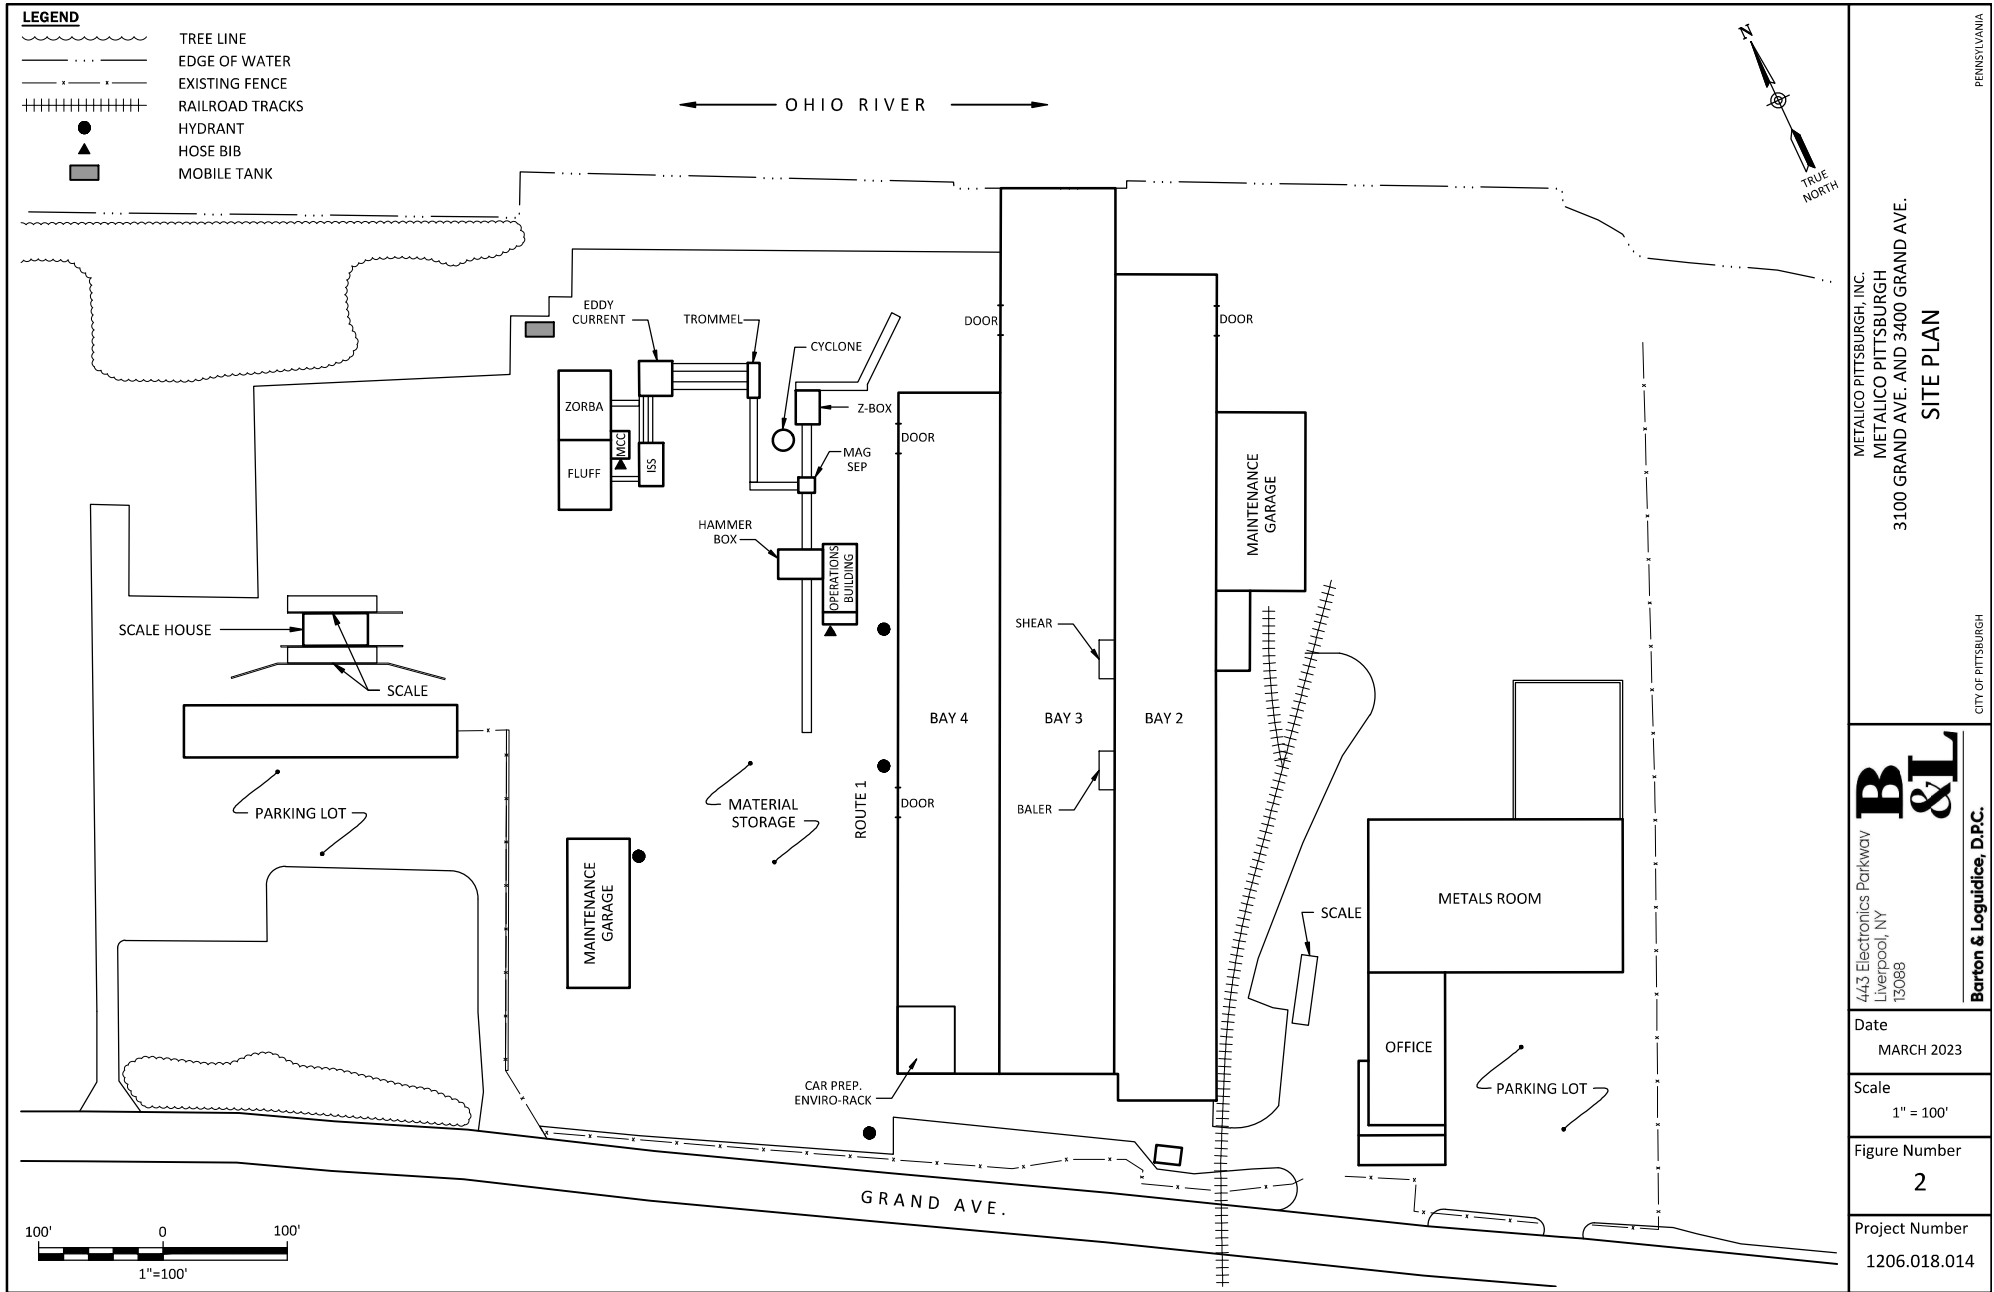 LEGEND
TREE LINE
EDGE OF WATER
EXISTING FENCE
RAILROAD TRACKS
HYDRANT
HOSE BIB
MOBILE TANK
OHIO RIVER
N
TRUE
NORTH
EDDY
CURRENT
TROMMEL
CYCLONE
DOOR
DOOR
ZORBA
Z-BOX
MCC
ISS
FLUFF
DOOR
MAG
SEP
HAMMER
BOX
OPERATIONS
BUILDING
MAINTENANCE
GARAGE
SCALE HOUSE
SCALE
SHEAR
BAY 4
BAY 3
BAY 2
PARKING LOT
MATERIAL
STORAGE
ROUTE 1
DOOR
BALER
MAINTENANCE
GARAGE
SCALE
METALS ROOM
OFFICE
PARKING LOT
CAR PREP.
ENVIRO-RACK
GRAND AVE.
100'
0
100'
1"=100'
METALICO PITTSBURGH, INC.
METALICO PITTSBURGH
3100 GRAND AVE. AND 3400 GRAND AVE.
SITE PLAN
CITY OF PITTSBURGH
PENNSYLVANIA
B
&L
443 Electronics Parkway
Liverpool, NY
13088
Barton & Loguidice, D.P.C.
Date
MARCH 2023
Scale
1" = 100'
Figure Number
2
Project Number
1206.018.014